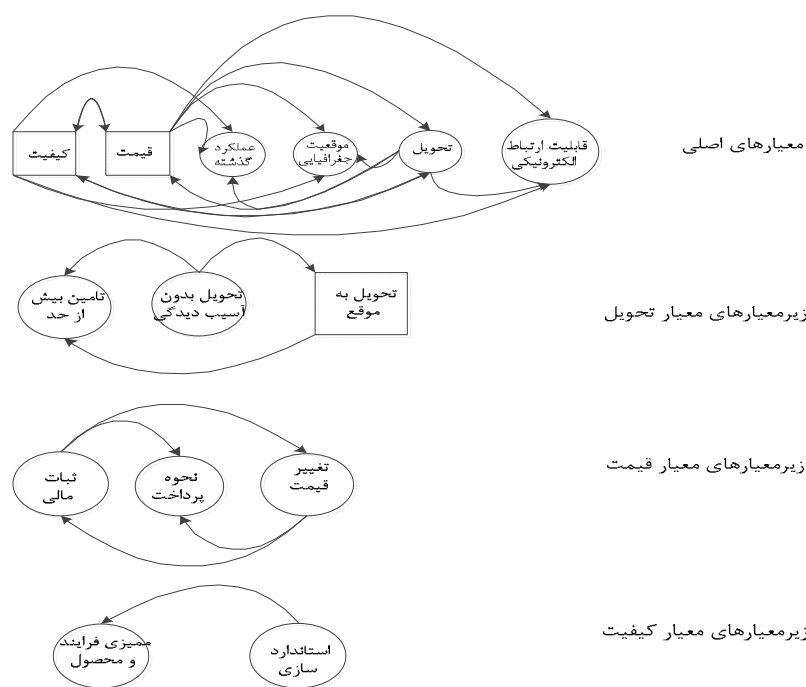 معیارهای اصلی
قابلیت ارتباط
الکترونیکی
تحویل
موقعیت
جغرافیایی
عملکرد
گذشته
قیمت
کیفیت
زیرمعیارهای معیار تحویل
تحویل به
موقع
تحویل بدون
آسیب دیدگی
تامین بیش
از حد
زیرمعیارهای معیار قیمت
تغییر
قیمت
نحوه
پرداخت
ثبات
مالی
زیرمعیارهای معیار کیفیت
استاندارد
سازی
ممیزی فرایند
و محصول